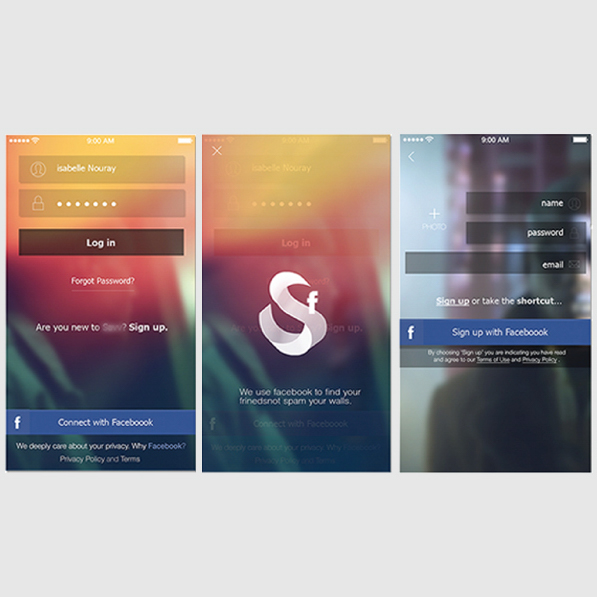 9:00 AM
isabelle Nouray
Log in
Forgot Password?
Are you new to ? Sign up.
f
Connect with Faceboook
We deeply care about your privacy. Why Facebook?
Privacy Policy and Terms
9:00 AM
isabelle Nouray
Log in
S
f
We use facebook to find your
frinedsnot spam your walls.
f
Connect with Faceboook
We deeply care about your privacy. Why Facebook?
Privacy Policy and Terms
9:00 AM
name
PHOTO
password
email
Sign up or take the shortcut...
f
Sign up with Faceboook
By choosing 'Sign up' you are indicating you have read
and agree to our Terms of Use and Privacy Policy .